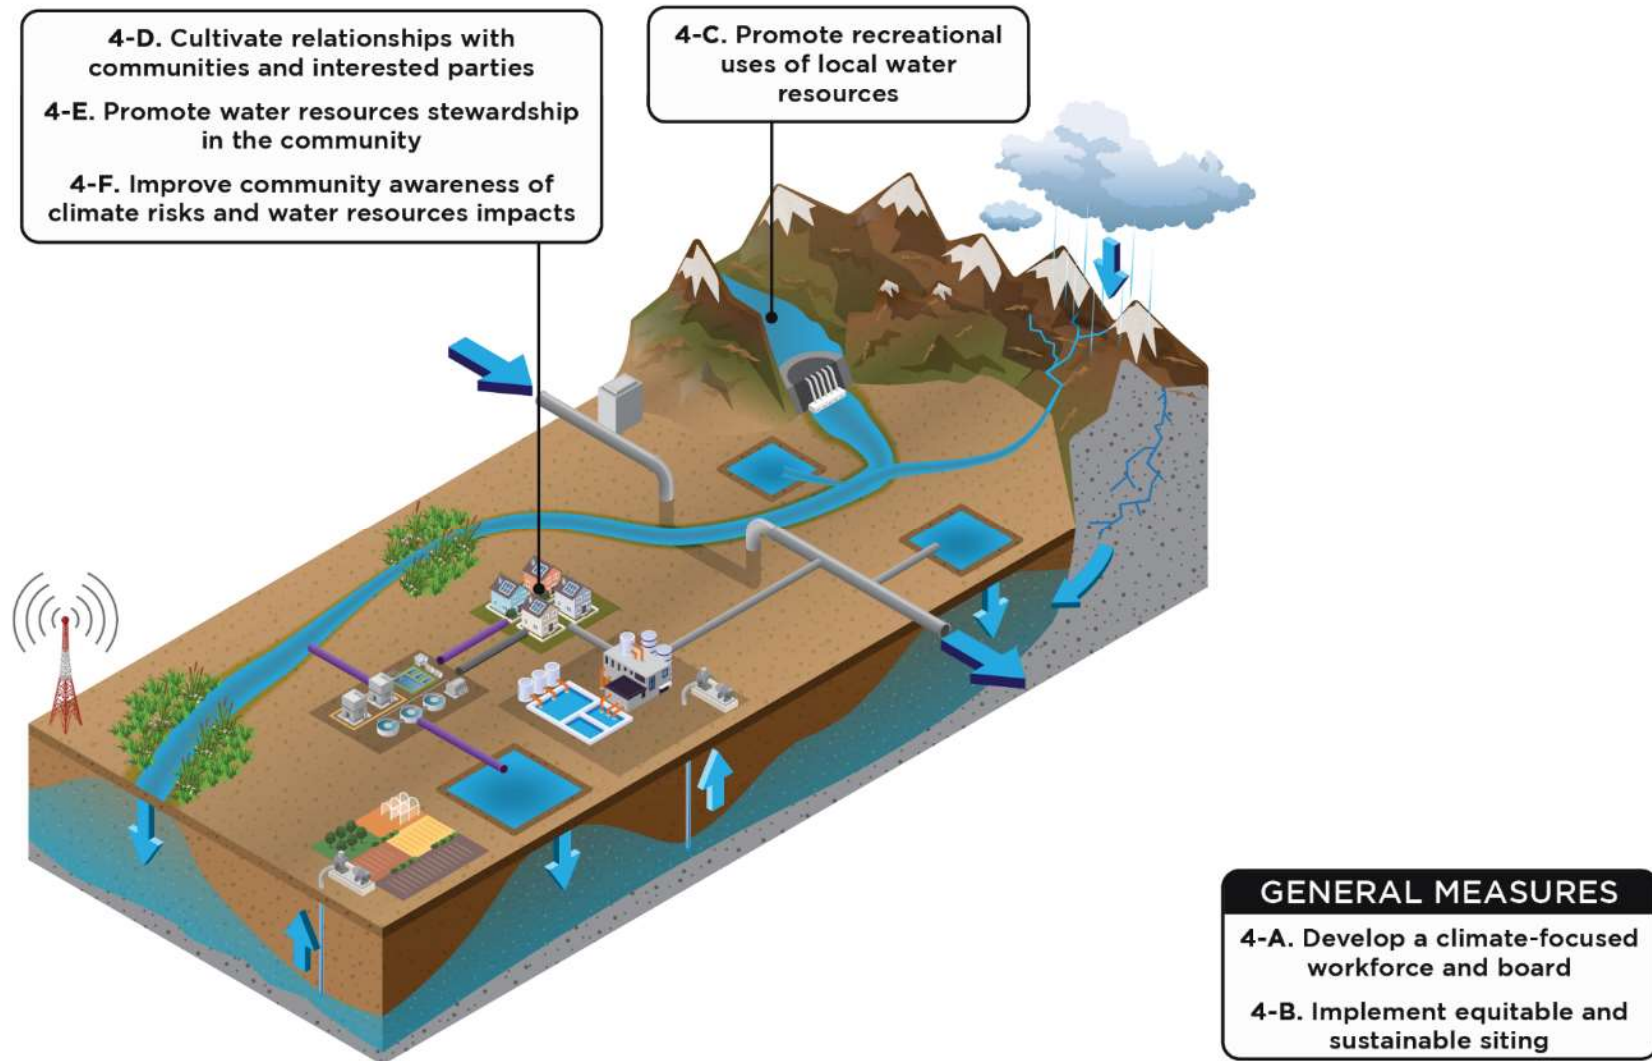 4-D. Cultivate relationships with
communities and interested parties
4-E. Promote water resources stewardship
in the community
4-F. Improve community awareness of
climate risks and water resources impacts
4-C. Promote recreational
uses of local water
resources
GENERAL MEASURES
4-A. Develop a climate-focused
workforce and board
4-B. Implement equitable and
sustainable siting